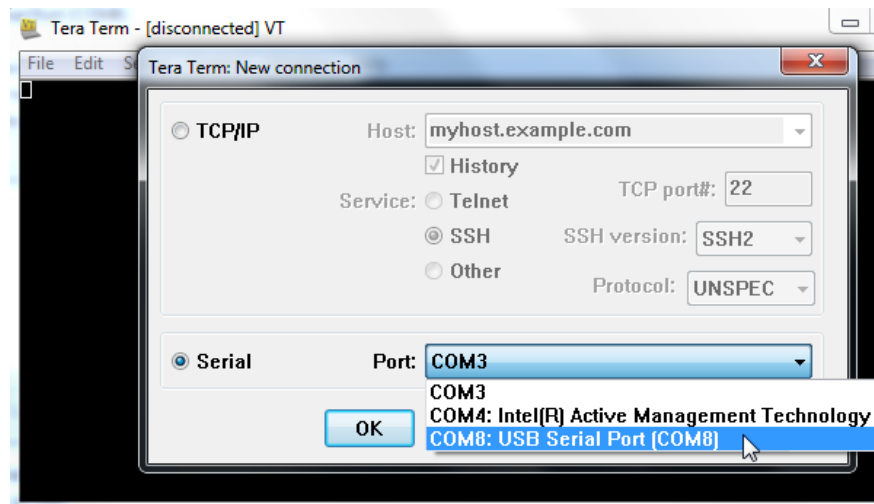 Tera Term - [disconnected] VT
File Edit
Tera Term: New connection
TCP/IP Host: myhost.example.com
History
Service: Telnet TCP port#: 22
SSH SSH version: SSH2
Other Protocol: UNSPEC
Serial Port: COM3
COM3
COM4: Intel(R) Active Management Technology
OK COM8: USB Serial Port (COM8)